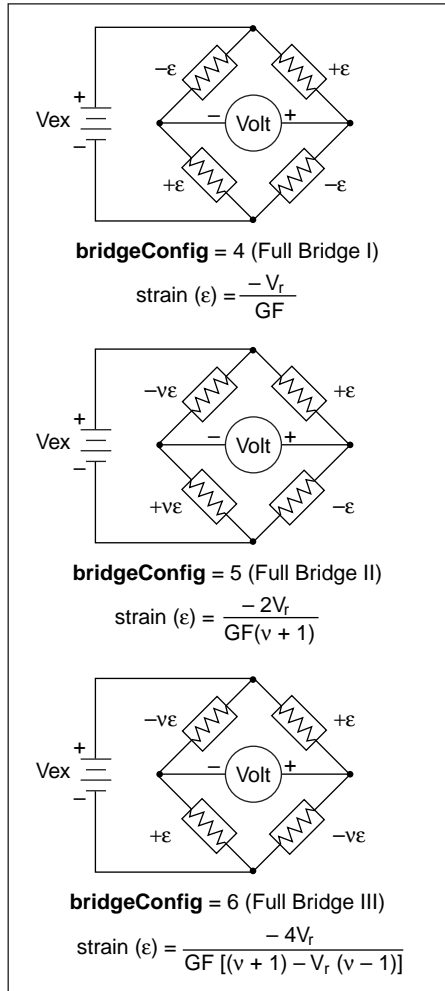 −ε +ε
+
Vex − Volt +
−
+ε −ε
bridgeConfig = 4 (Full Bridge I)
strain (ε) = − Vr / GF
−νε +ε
+
Vex − Volt +
−
+νε −ε
bridgeConfig = 5 (Full Bridge II)
strain (ε) = − 2Vr / GF(ν + 1)
−νε +ε
+
Vex − Volt +
−
+ε −νε
bridgeConfig = 6 (Full Bridge III)
strain (ε) = − 4Vr / GF [(ν + 1) − Vr (ν − 1)]